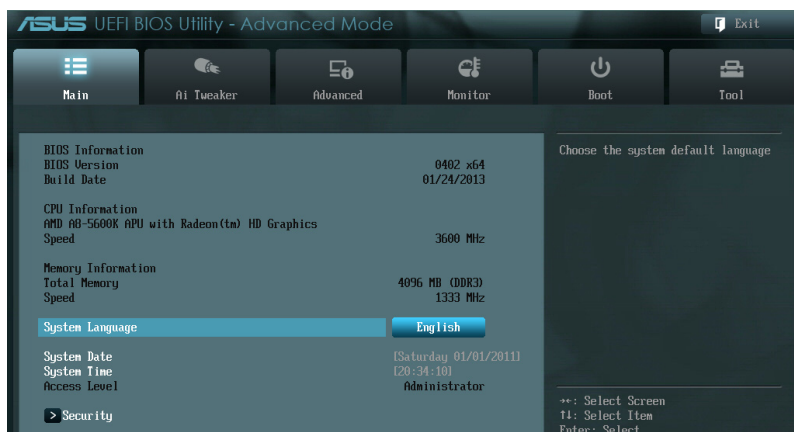 ASUS UEFI BIOS Utility - Advanced Mode
Exit
Main
Ai Tweaker
Advanced
Monitor
Boot
Tool
BIOS Information
BIOS Version 0402 x64
Build Date 01/24/2013
CPU Information
AMD A8-5600K APU with Radeon(tm) HD Graphics
Speed 3600 MHz
Memory Information
Total Memory 4096 MB (DDR3)
Speed 1333 MHz
System Language English
System Date [Saturday 01/01/2011]
System Time [20:34:10]
Access Level Administrator
> Security
Choose the system default language
→←: Select Screen
↑↓: Select Item
Enter: Select